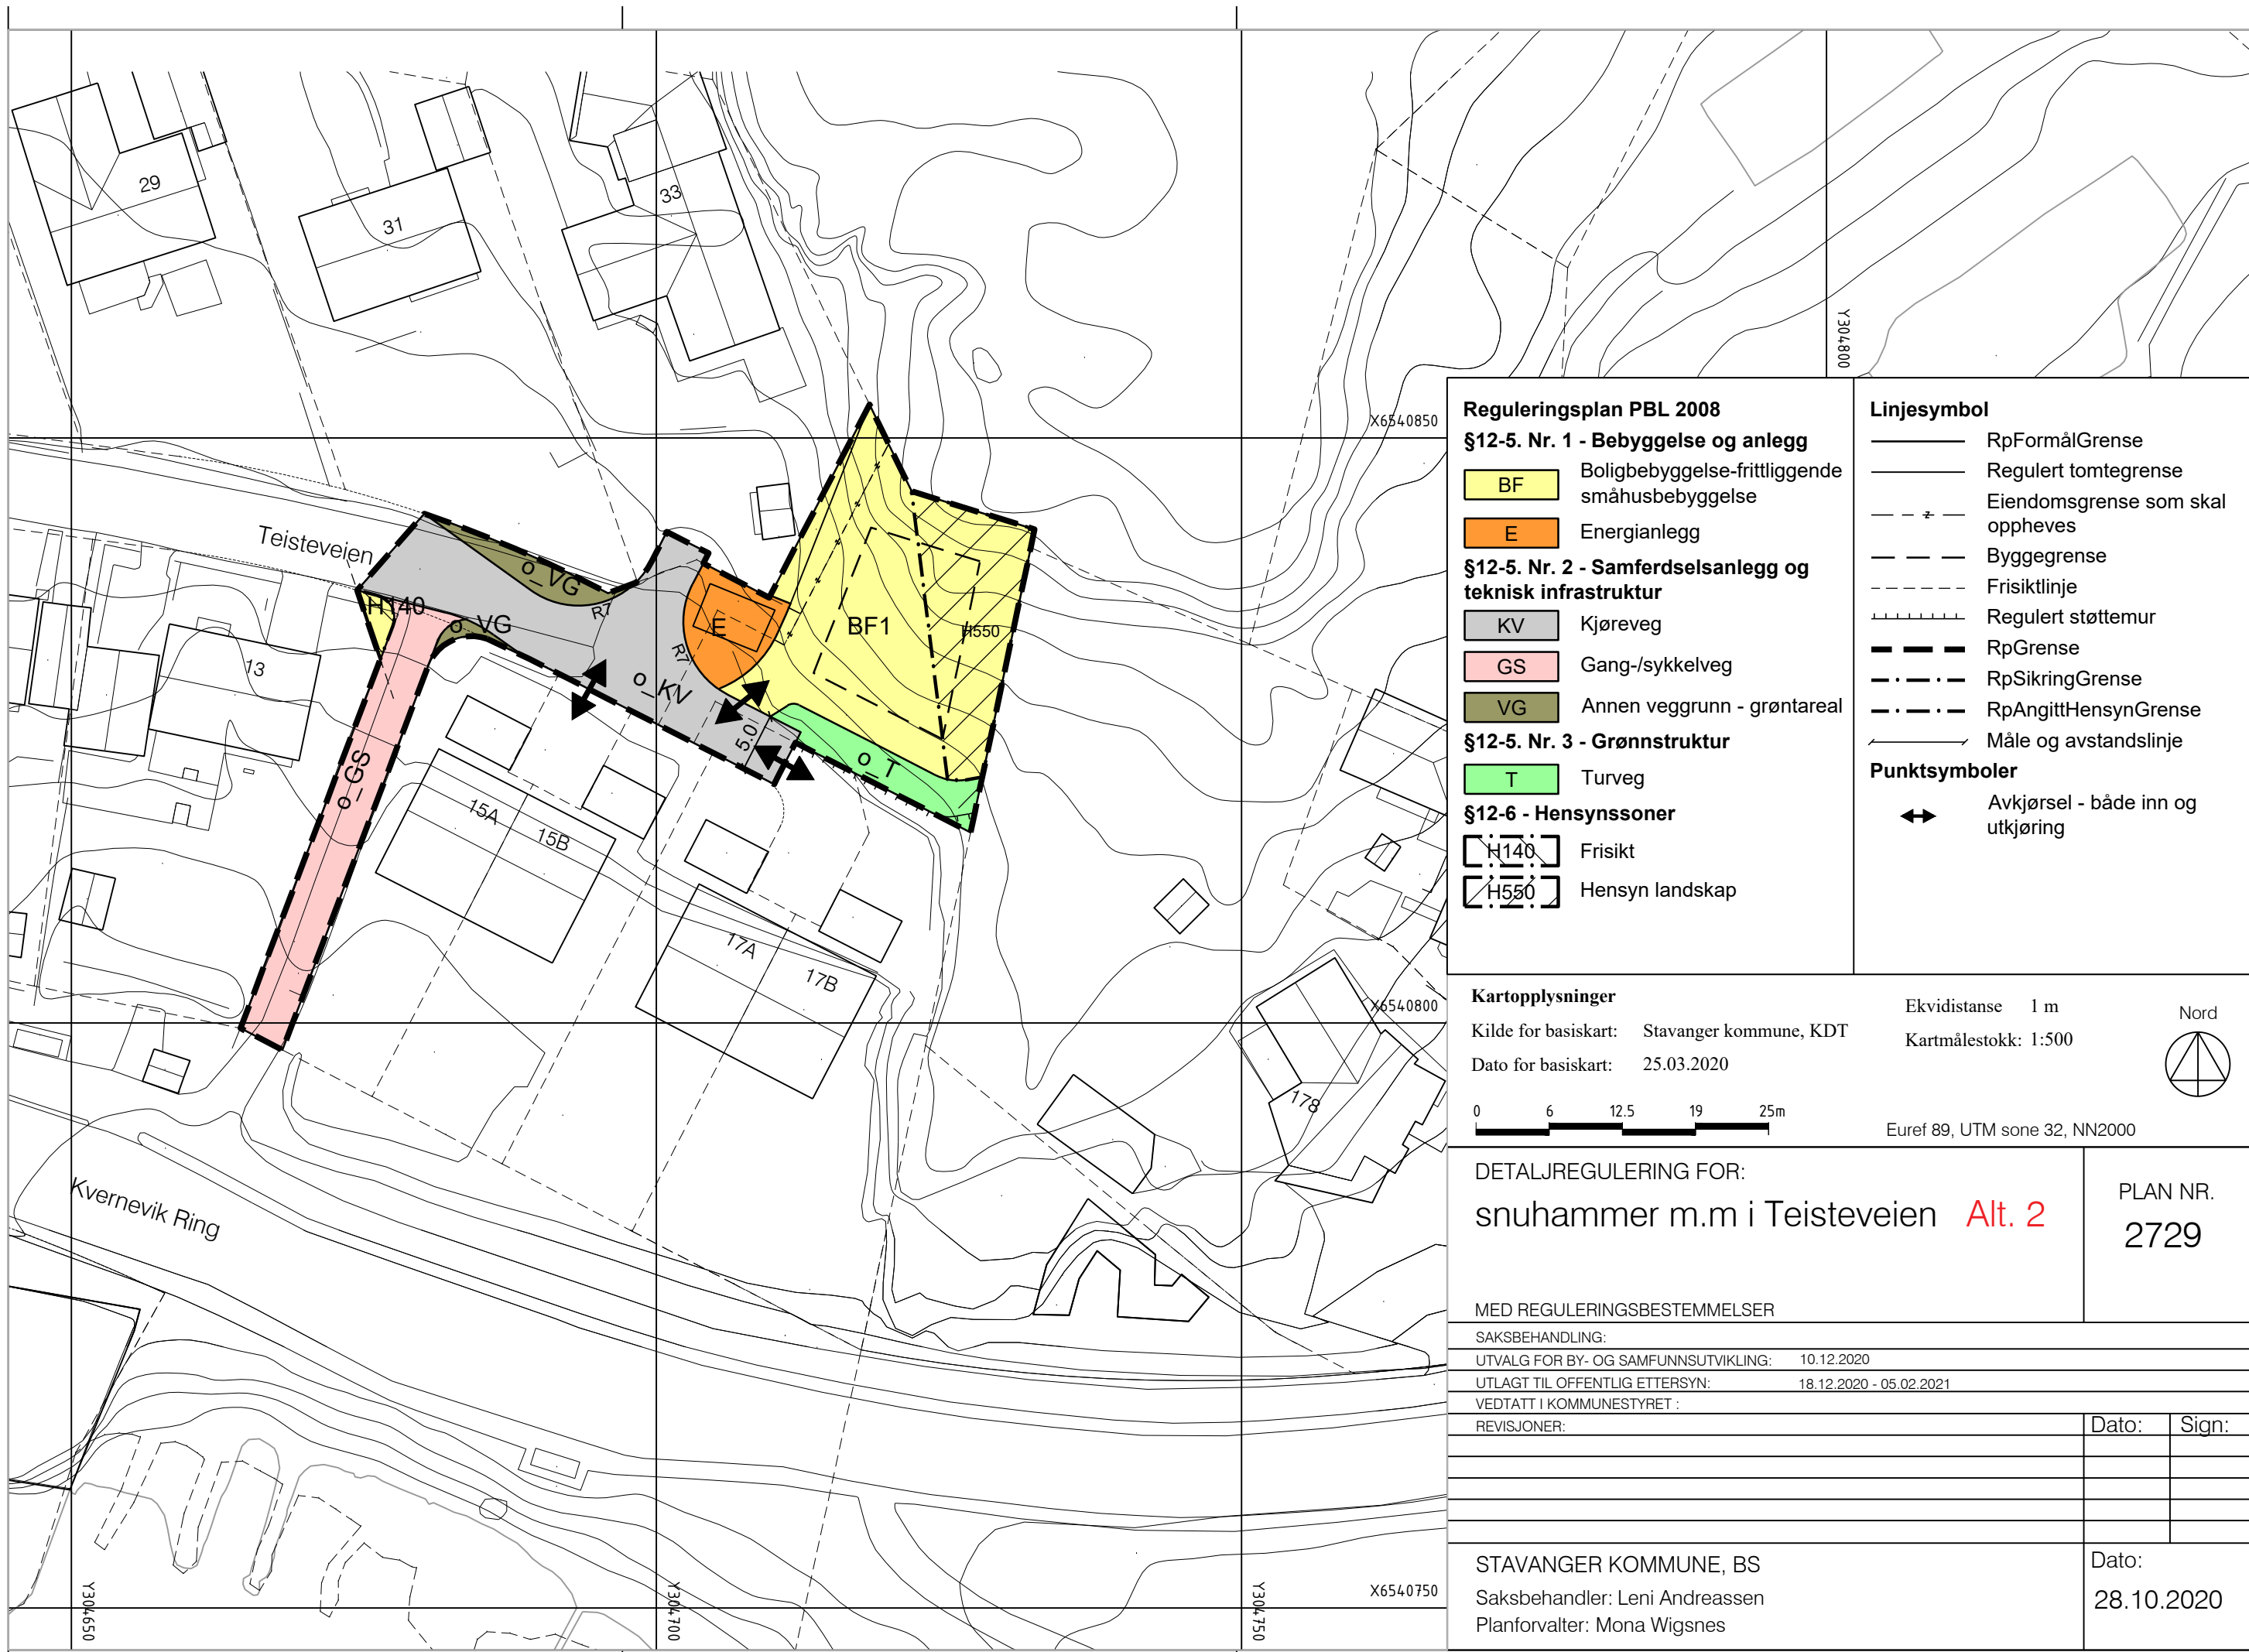 29
31
33
Y304800
X6540850
Teisteveien
o_VG
R7
H140
o_VG
E
BF1
H550
R7
13
o_KV
5.0
o_GS
o_T
15A
15B
17A
17B
X6540800
178
Kvernevik Ring
X6540750
Y304650
Y304700
Y304750
Reguleringsplan PBL 2008
§12-5. Nr. 1 - Bebyggelse og anlegg
BF
Boligbebyggelse-frittliggende
småhusbebyggelse
E
Energianlegg
§12-5. Nr. 2 - Samferdselsanlegg og
teknisk infrastruktur
KV
Kjøreveg
GS
Gang-/sykkelveg
VG
Annen veggrunn - grøntareal
§12-5. Nr. 3 - Grønnstruktur
T
Turveg
§12-6 - Hensynssoner
H140
Frisikt
H550
Hensyn landskap
Linjesymbol
RpFormålGrense
Regulert tomtegrense
Eiendomsgrense som skal
oppheves
Byggegrense
Frisiktlinje
Regulert støttemur
RpGrense
RpSikringGrense
RpAngittHensynGrense
Måle og avstandslinje
Punktsymboler
Avkjørsel - både inn og
utkjøring
Kartopplysninger
Kilde for basiskart: Stavanger kommune, KDT
Dato for basiskart: 25.03.2020
Ekvidistanse 1 m
Kartmålestokk: 1:500
Nord
0 6 12.5 19 25m
Euref 89, UTM sone 32, NN2000
DETALJREGULERING FOR:
snuhammer m.m i Teisteveien Alt. 2
PLAN NR.
2729
MED REGULERINGSBESTEMMELSER
SAKSBEHANDLING:
UTVALG FOR BY- OG SAMFUNNSUTVIKLING: 10.12.2020
UTLAGT TIL OFFENTLIG ETTERSYN: 18.12.2020 - 05.02.2021
VEDTATT I KOMMUNESTYRET :
REVISJONER: Dato: Sign:
STAVANGER KOMMUNE, BS
Saksbehandler: Leni Andreassen
Planforvalter: Mona Wigsnes
Dato:
28.10.2020